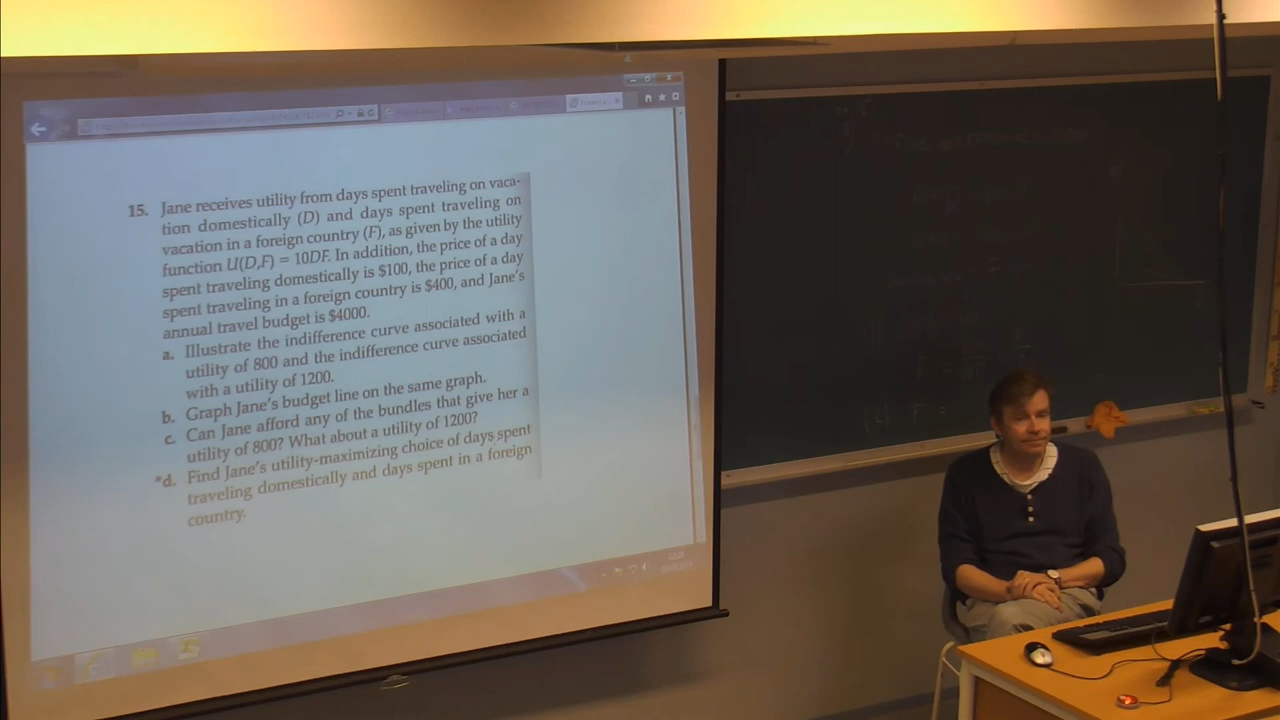 15. Jane receives utility from days spent traveling on vaca-
tion domestically (D) and days spent traveling on
vacation in a foreign country (F), as given by the utility
function U(D,F) = 10DF. In addition, the price of a day
spent traveling domestically is $100, the price of a day
spent traveling in a foreign country is $400, and Jane's
annual travel budget is $4000.
a. Illustrate the indifference curve associated with a
utility of 800 and the indifference curve associated
with a utility of 1200.
b. Graph Jane's budget line on the same graph.
c. Can Jane afford any of the bundles that give her a
utility of 800? What about a utility of 1200?
*d. Find Jane's utility-maximizing choice of days spent
traveling domestically and days spent in a foreign
country.